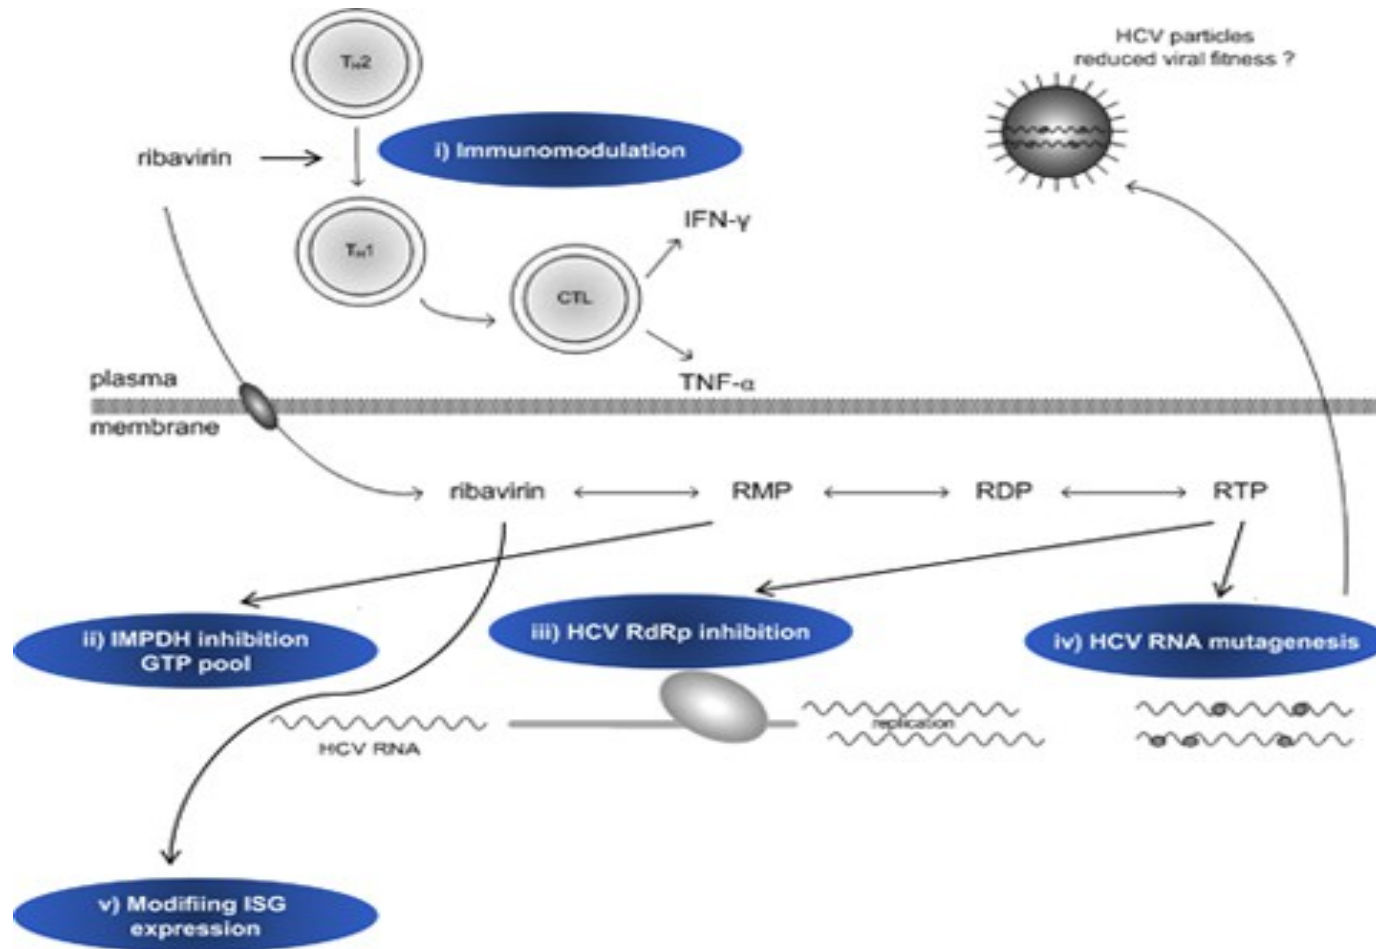 HCV particles
reduced viral fitness ?
TH2
ribavirin
i) Immunomodulation
TH1
IFN-γ
CTL
TNF-α
plasma
membrane
ribavirin
RMP
RDP
RTP
ii) IMPDH inhibition
GTP pool
iii) HCV RdRp inhibition
iv) HCV RNA mutagenesis
HCV RNA
replication
v) Modifiing ISG
expression